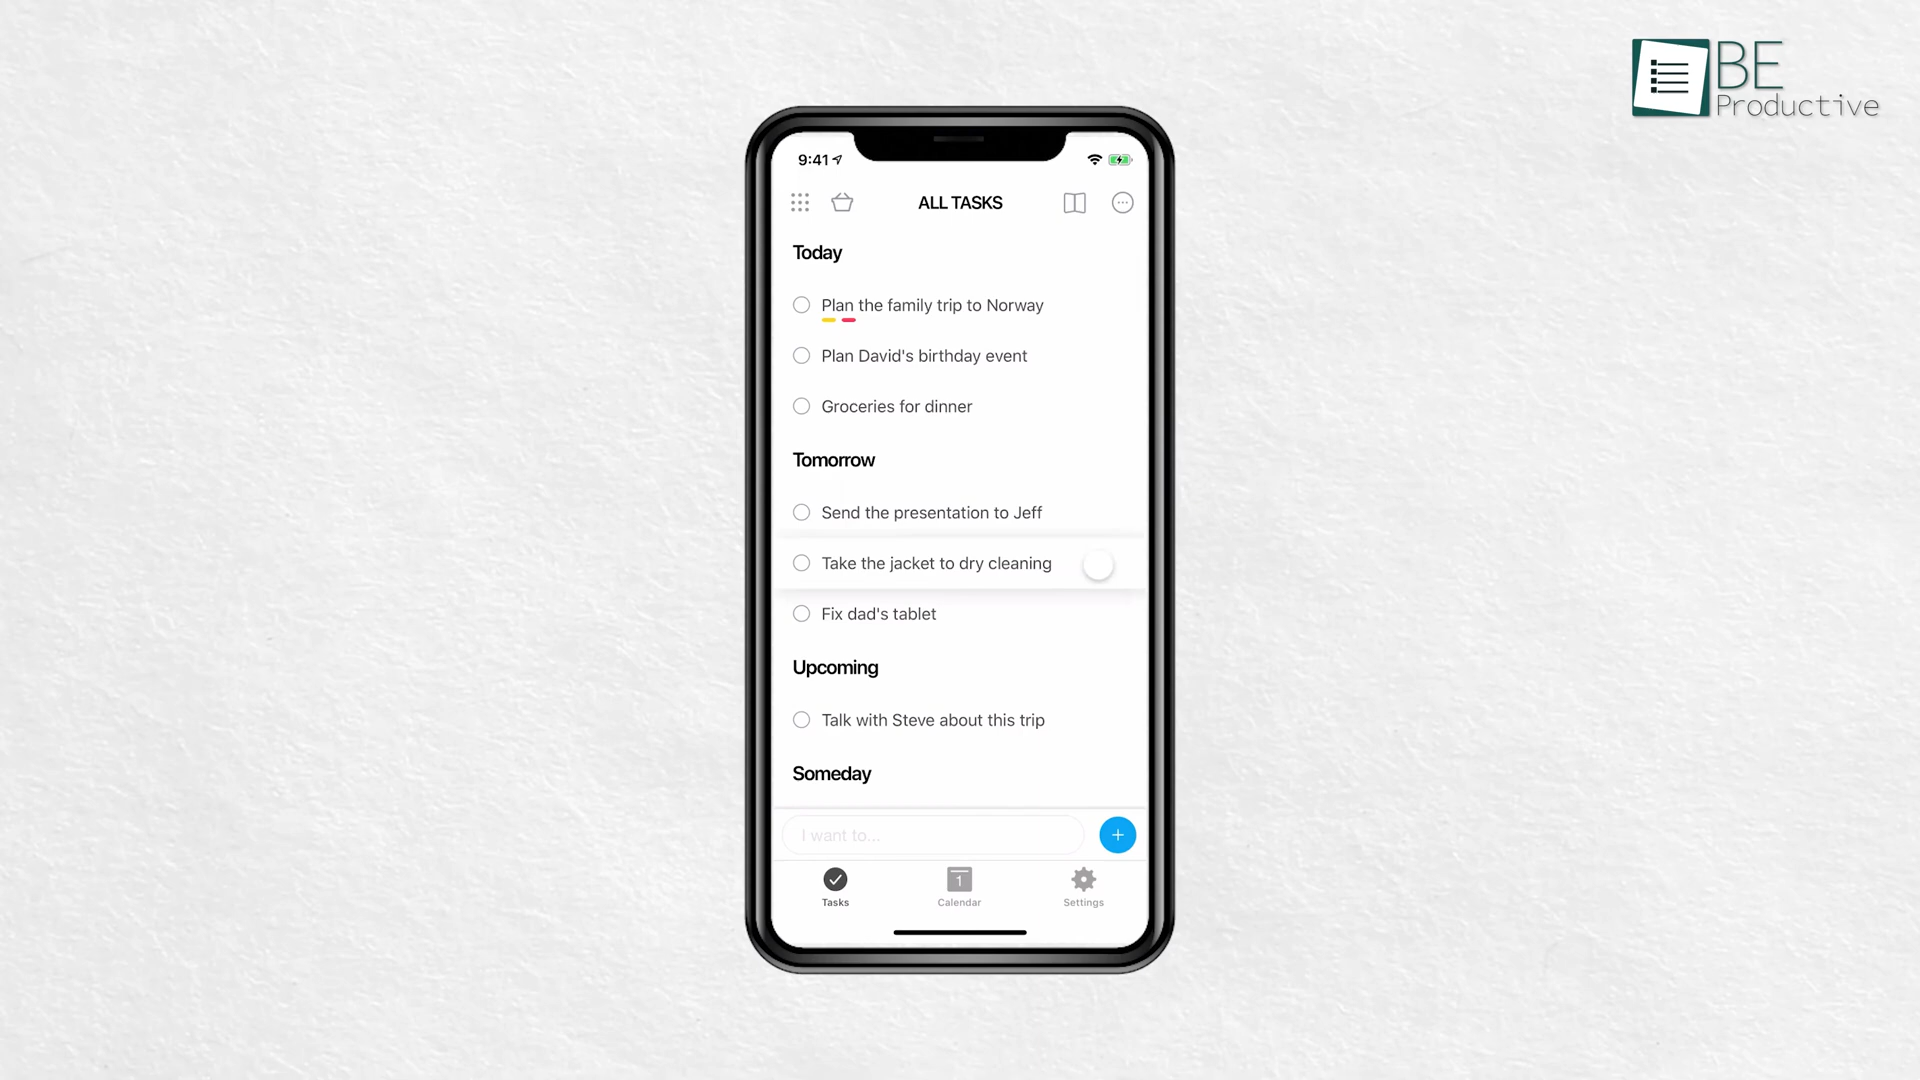 BE
Productive
9:41
ALL TASKS
Today
Plan the family trip to Norway
Plan David's birthday event
Groceries for dinner
Tomorrow
Send the presentation to Jeff
Take the jacket to dry cleaning
Fix dad's tablet
Upcoming
Talk with Steve about this trip
Someday
I want to...
1
Tasks
Calendar
Settings